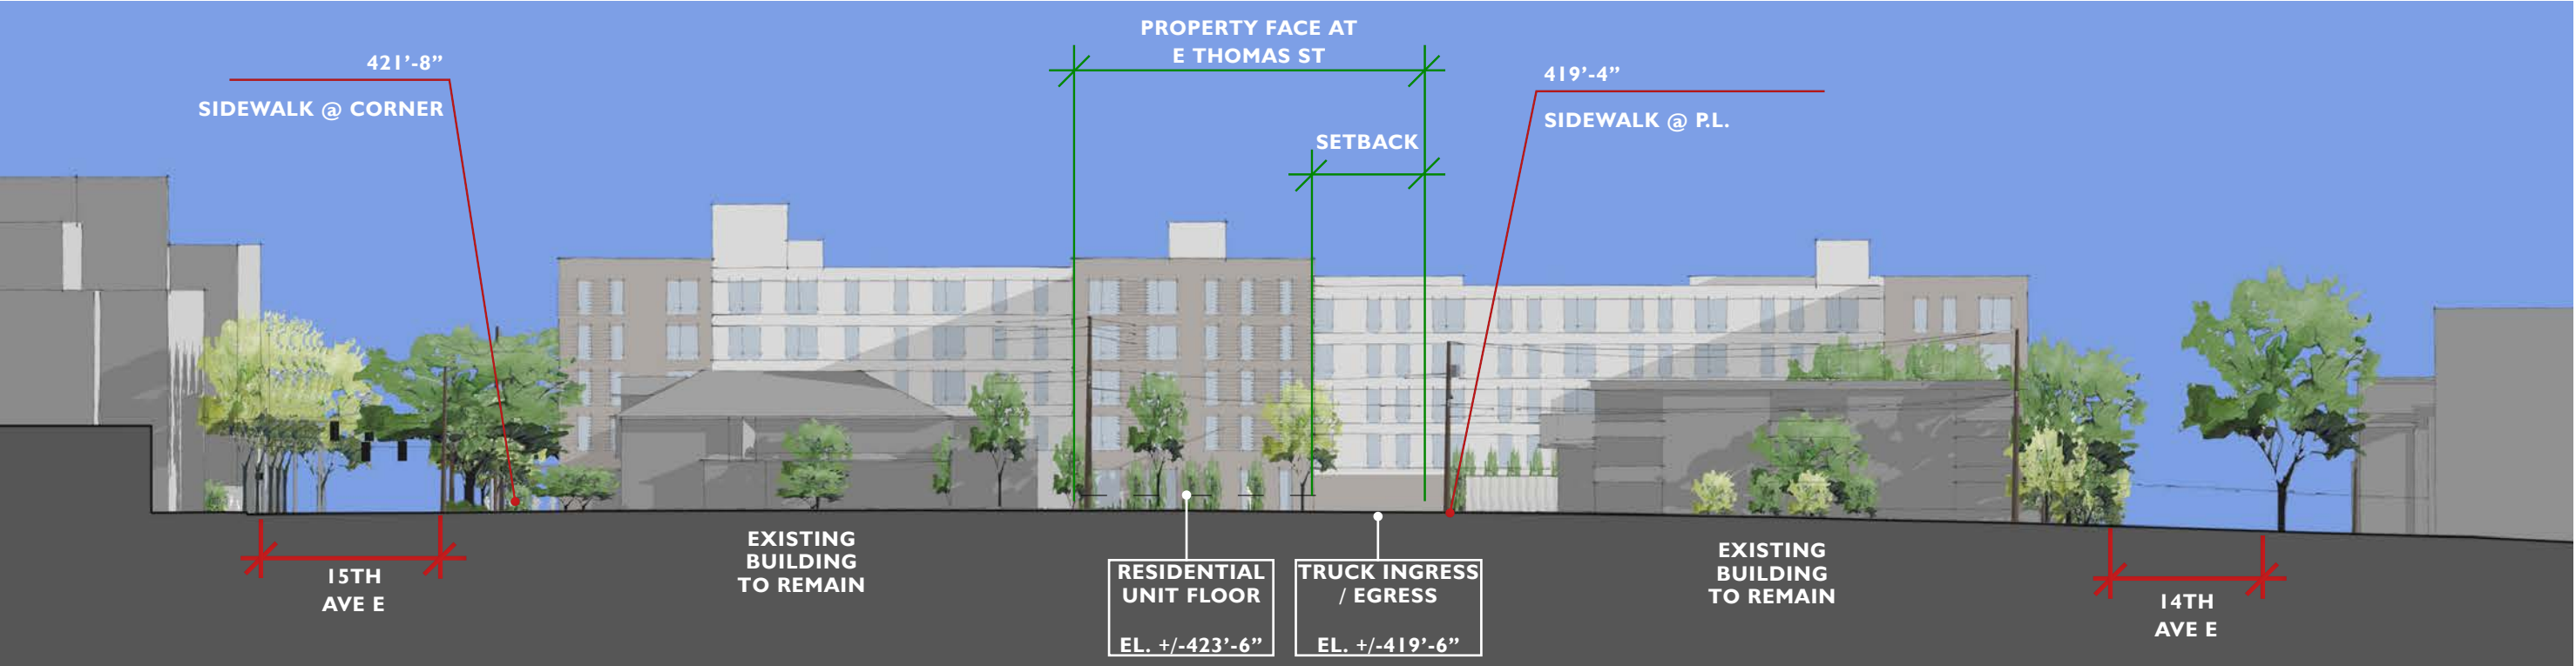 PROPERTY FACE AT
E THOMAS ST
421’-8”
SIDEWALK @ CORNER
419’-4”
SIDEWALK @ P.L.
SETBACK
EXISTING
BUILDING
TO REMAIN
RESIDENTIAL
UNIT FLOOR
EL. +/-423’-6”
TRUCK INGRESS
/ EGRESS
EL. +/-419’-6”
EXISTING
BUILDING
TO REMAIN
15TH
AVE E
14TH
AVE E